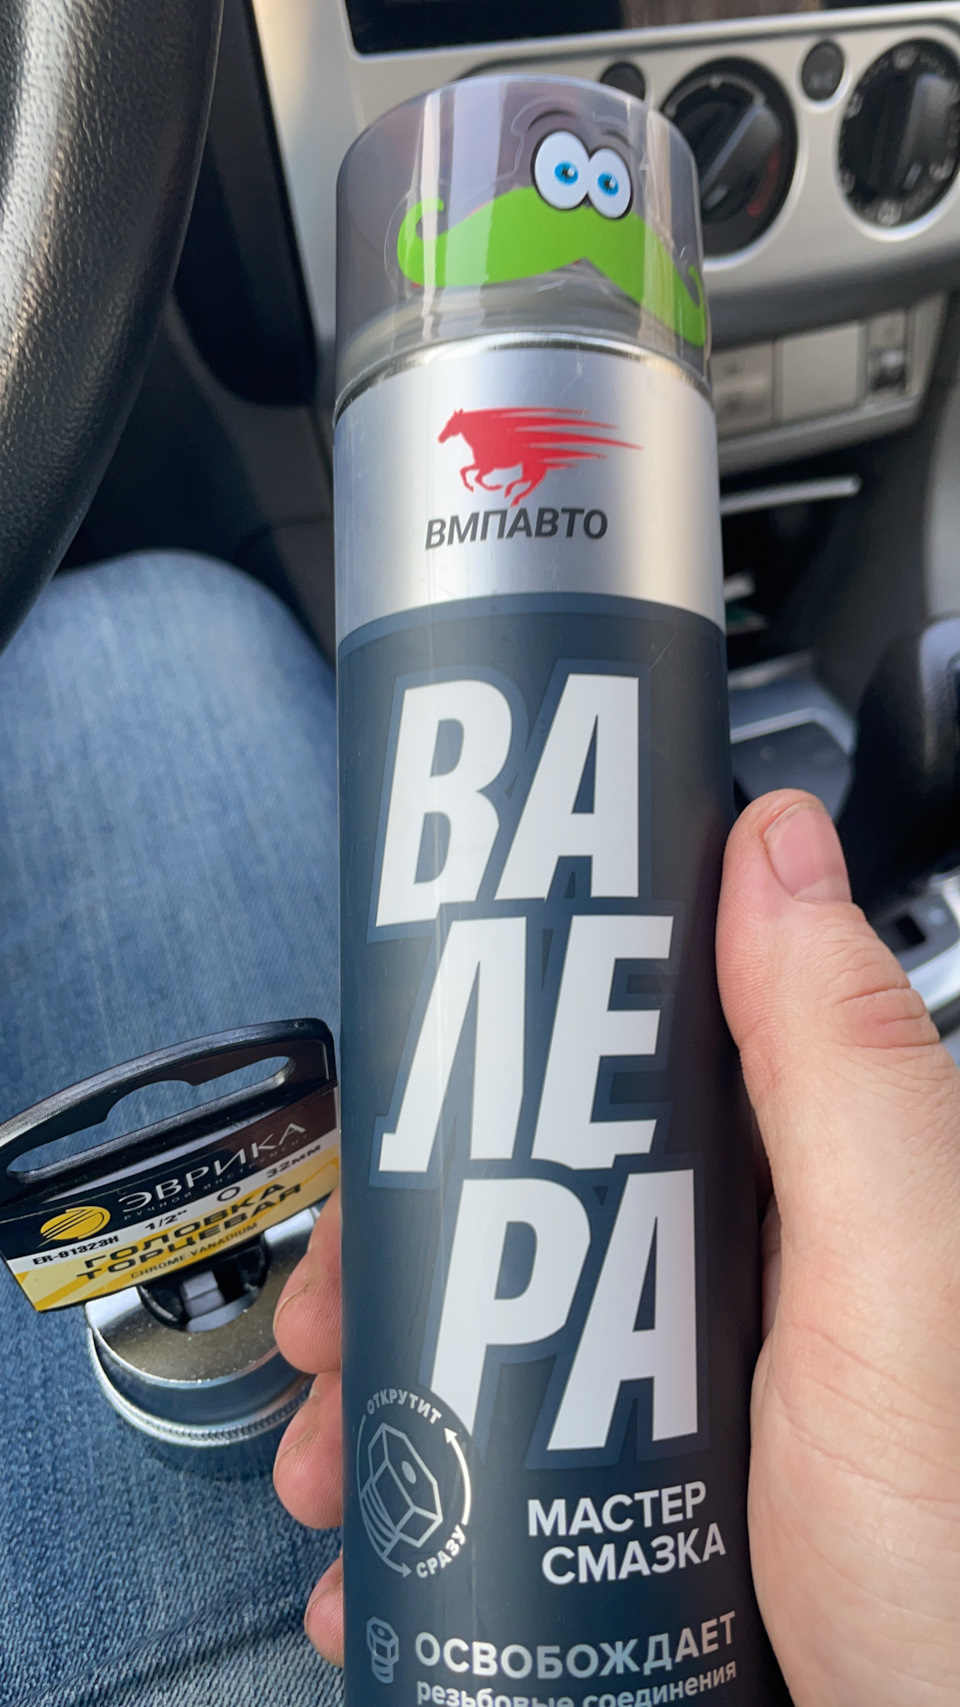 ВМПАВТО
ВА
ЛЕ
РА
ОТКРУТИТ
СРАЗУ
МАСТЕР
СМАЗКА
ОСВОБОЖДАЕТ
резьбовые соединения
ЭВРИКА
РУЧНОЙ ИНСТРУМЕНТ
1/2" 32мм
ER-91323H
ГОЛОВКА
ТОРЦЕВАЯ
CHROME VANADIUM